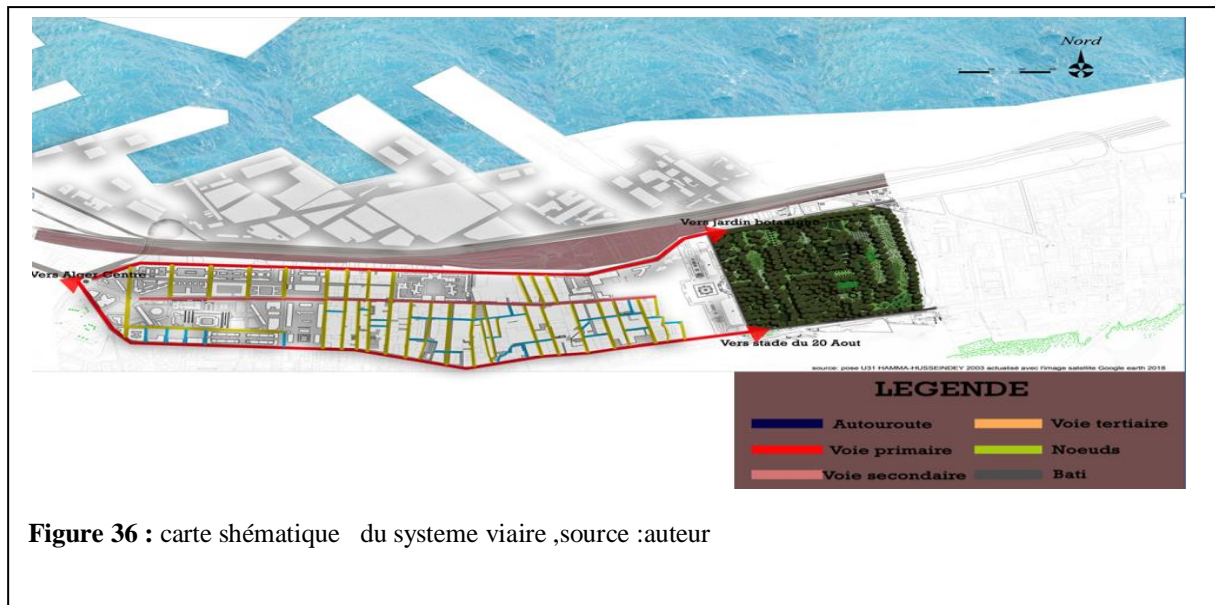 Nord
Vers jardin botanique
Vers Alger Centre
Vers stade du 20 Aout
source: pose U31 HAMMA-HUSSEINDEY 2003 actualisé avec l'image satellite Google earth 2018
LEGENDE
Autouroute
Voie tertiaire
Voie primaire
Noeuds
Voie secondaire
Bati
Figure 36 : carte shématique du systeme viaire ,source :auteur